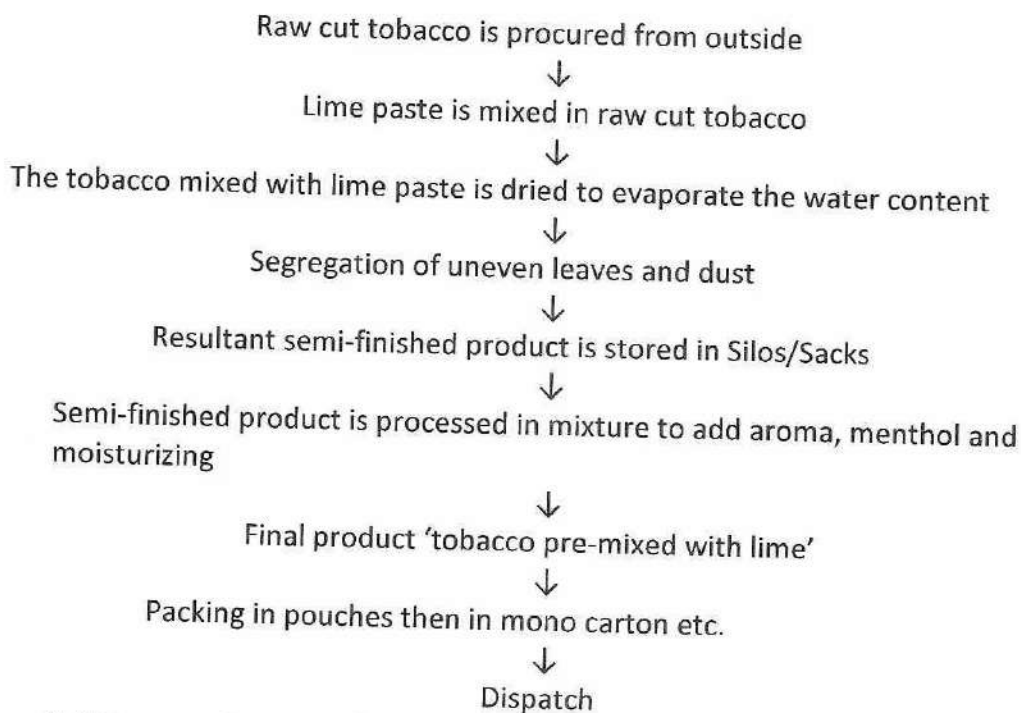 Raw cut tobacco is procured from outside
↓
Lime paste is mixed in raw cut tobacco
↓
The tobacco mixed with lime paste is dried to evaporate the water content
↓
Segregation of uneven leaves and dust
↓
Resultant semi-finished product is stored in Silos/Sacks
↓
Semi-finished product is processed in mixture to add aroma, menthol and
moisturizing
↓
Final product ‘tobacco pre-mixed with lime’
↓
Packing in pouches then in mono carton etc.
↓
Dispatch